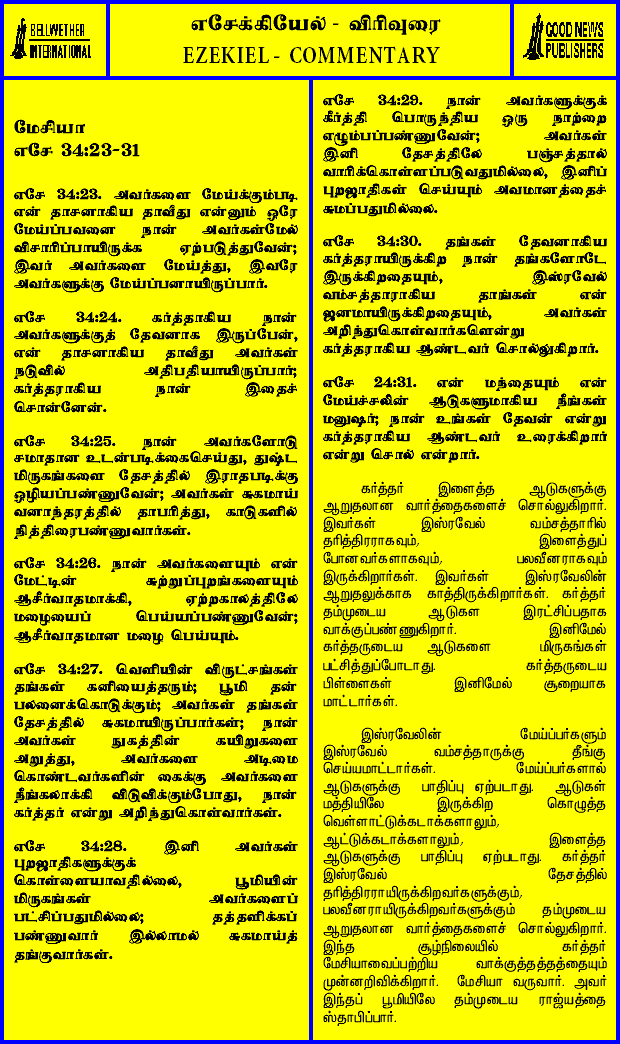 BELLWETHER
INTERNATIONAL
எசேக்கியேல் - விரிவுரை
EZEKIEL - COMMENTARY
GOOD NEWS
PUBLISHERS
மேசியா
எசே 34:23-31
எசே 34:23. அவர்களை மேய்க்கும்படி
என் தாசனாகிய தாவீது என்னும் ஒரே
மேய்ப்பவனை நான் அவர்கள்மேல்
விசாரிப்பாயிருக்க ஏற்படுத்துவேன்;
இவர் அவர்களை மேய்த்து, இவரே
அவர்களுக்கு மேய்ப்பனாயிருப்பார்.
எசே 34:24. கர்த்தாகிய நான்
அவர்களுக்குத் தேவனாக இருப்பேன்,
என் தாசனாகிய தாவீது அவர்கள்
நடுவில் அதிபதியாயிருப்பார்;
கர்த்தராகிய நான் இதைச்
சொன்னேன்.
எசே 34:25. நான் அவர்களோடு
சமாதான உடன்படிக்கைசெய்து, துஷ்ட
மிருகங்களை தேசத்தில் இராதபடிக்கு
ஒழியப்பண்ணுவேன்; அவர்கள் சுகமாய்
வனாந்தரத்தில் தாபரித்து, காடுகளில்
நித்திரைபண்ணுவார்கள்.
எசே 34:26. நான் அவர்களையும் என்
மேட்டின் சுற்றுப்புறங்களையும்
ஆசீர்வாதமாக்கி, ஏற்றகாலத்திலே
மழையைப் பெய்யப்பண்ணுவேன்;
ஆசீர்வாதமான மழை பெய்யும்.
எசே 34:27. வெளியின் விருட்சங்கள்
தங்கள் கனியைத்தரும்; பூமி தன்
பலனைக்கொடுக்கும்; அவர்கள் தங்கள்
தேசத்தில் சுகமாயிருப்பார்கள்; நான்
அவர்கள் நுகத்தின் கயிறுகளை
அறுத்து, அவர்களை அடிமை
கொண்டவர்களின் கைக்கு அவர்களை
நீங்கலாக்கி விடுவிக்கும்போது, நான்
கர்த்தர் என்று அறிந்துகொள்வார்கள்.
எசே 34:28. இனி அவர்கள்
புறஜாதிகளுக்குக்
கொள்ளையாவதில்லை, பூமியின்
மிருகங்கள் அவர்களைப்
பட்சிப்பதுமில்லை; தத்தளிக்கப்
பண்ணுவார் இல்லாமல் சுகமாய்த்
தங்குவார்கள்.
எசே 34:29. நான் அவர்களுக்குக்
கீர்த்தி பொருந்திய ஒரு நாற்றை
எழும்பப்பண்ணுவேன்; அவர்கள்
இனி தேசத்திலே பஞ்சத்தால்
வாரிக்கொள்ளப்படுவதுமில்லை, இனிப்
புறஜாதிகள் செய்யும் அவமானத்தைச்
சுமப்பதுமில்லை.
எசே 34:30. தங்கள் தேவனாகிய
கர்த்தராயிருக்கிற நான் தங்களோடே
இருக்கிறதையும், இஸ்ரவேல்
வம்சத்தாராகிய தாங்கள் என்
ஜனமாயிருக்கிறதையும், அவர்கள்
அறிந்துகொள்வார்களென்று
கர்த்தராகிய ஆண்டவர் சொல்லுகிறார்.
எசே 24:31. என் மந்தையும் என்
மேய்ச்சலின் ஆடுகளுமாகிய நீங்கள்
மனுஷர்; நான் உங்கள் தேவன் என்று
கர்த்தராகிய ஆண்டவர் உரைக்கிறார்
என்று சொல் என்றார்.
கர்த்தர் இளைத்த ஆடுகளுக்கு
ஆறுதலான வார்த்தைகளைச் சொல்லுகிறார்.
இவர்கள் இஸ்ரவேல் வம்சத்தாரில்
தரித்திரராகவும், இளைத்துப்
போனவர்களாகவும், பலவீனராகவும்
இருக்கிறார்கள். இவர்கள் இஸ்ரவேலின்
ஆறுதலுக்காக காத்திருக்கிறார்கள். கர்த்தர்
தம்முடைய ஆடுகள இரட்சிப்பதாக
வாக்குப்பண்ணுகிறார். இனிமேல்
கர்த்தருடைய ஆடுகளை மிருகங்கள்
பட்சித்துப்போடாது. கர்த்தருடைய
பிள்ளைகள் இனிமேல் சூறையாக
மாட்டார்கள்.
இஸ்ரவேலின் மேய்ப்பர்களும்
இஸ்ரவேல் வம்சத்தாருக்கு தீங்கு
செய்யமாட்டார்கள். மேய்ப்பர்களால்
ஆடுகளுக்கு பாதிப்பு ஏற்படாது. ஆடுகள்
மத்தியிலே இருக்கிற கொழுத்த
வெள்ளாட்டுக்கடாக்களாலும்,
ஆட்டுக்கடாக்களாலும், இளைத்த
ஆடுகளுக்கு பாதிப்பு ஏற்படாது. கர்த்தர்
இஸ்ரவேல் தேசத்தில்
தரித்திரராயிருக்கிறவர்களுக்கும்,
பலவீனராயிருக்கிறவர்களுக்கும் தம்முடைய
ஆறுதலான வார்த்தைகளைச் சொல்லுகிறார்.
இந்த சூழ்நிலையில் கர்த்தர்
மேசியாவைப்பற்றிய வாக்குத்தத்தத்தையும்
முன்னறிவிக்கிறார். மேசியா வருவார். அவர்
இந்தப் பூமியிலே தம்முடைய ராஜ்யத்தை
ஸ்தாபிப்பார்.